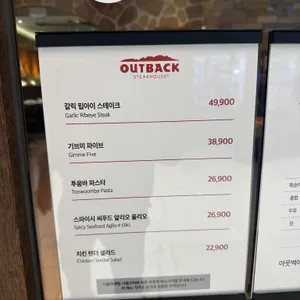 OUTBACK
STEAKHOUSE
갈릭 립아이 스테이크 49,900
Garlic Ribeye Steak
기브미 파이브 38,900
Gimme Five
투움바 파스타 26,900
Toowoomba Pasta
스파이시 씨푸드 알리오 올리오 26,900
Spicy Seafood Aglio e Olio
치킨 텐더 샐러드 22,900
Chicken Tender Salad